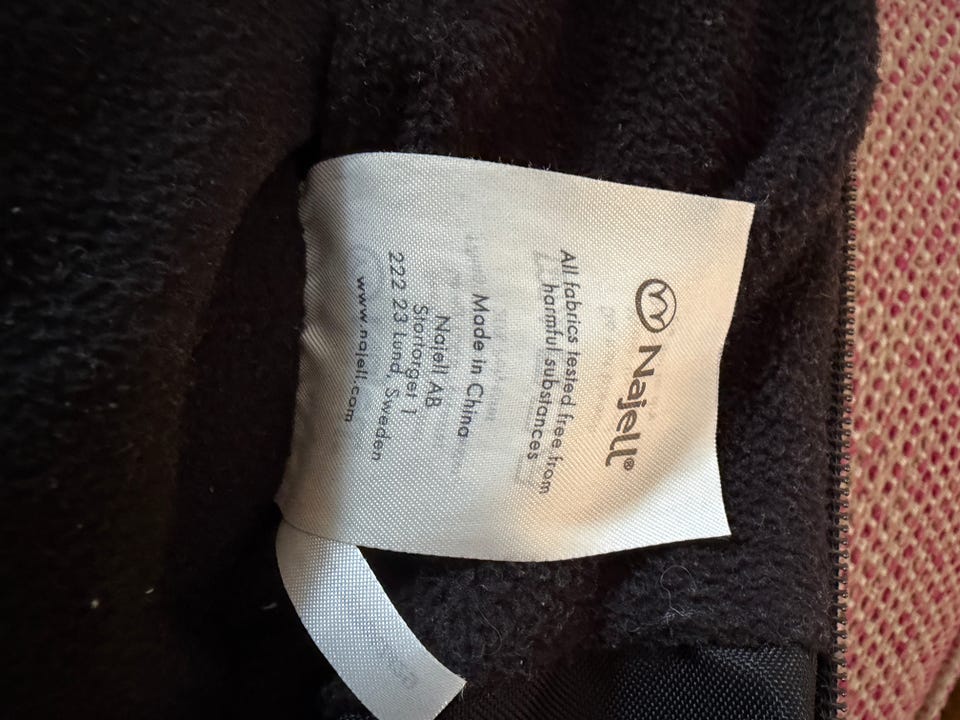 Najell®
All fabrics tested free from
harmful substances
Made in China
Najell AB
Stortorget 1
222 23 Lund, Sweden
www.najell.com